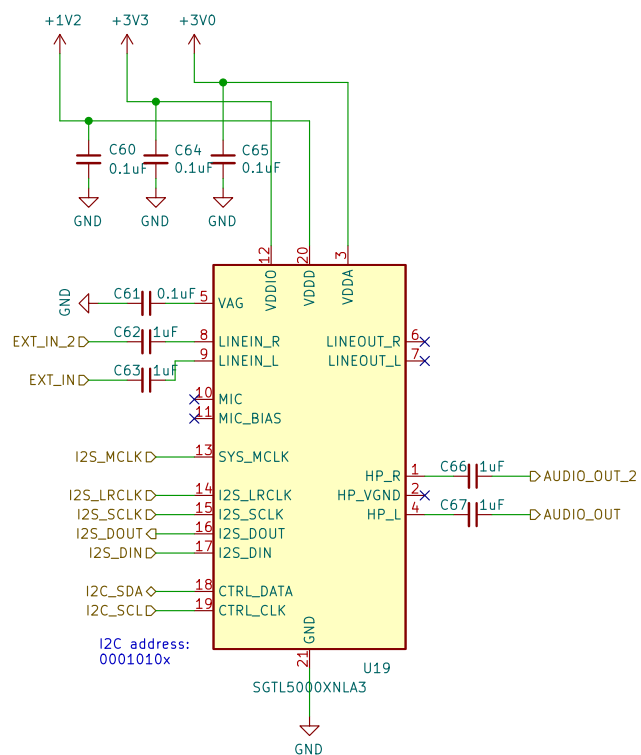 +1V2
+3V3
+3V0
C60
0.1uF
C64
0.1uF
C65
0.1uF
GND
GND
GND
12
20
3
VDDIO
VDDD
VDDA
GND
C61
0.1uF
5
VAG
EXT_IN_2
C62
1uF
8
LINEIN_R
LINEOUT_R
6
9
LINEIN_L
LINEOUT_L
7
EXT_IN
C63
1uF
10
MIC
11
MIC_BIAS
I2S_MCLK
13
SYS_MCLK
HP_R
1
C66
1uF
AUDIO_OUT_2
I2S_LRCLK
14
I2S_LRCLK
HP_VGND
2
I2S_SCLK
15
I2S_SCLK
HP_L
4
C67
1uF
AUDIO_OUT
I2S_DOUT
16
I2S_DOUT
I2S_DIN
17
I2S_DIN
I2C_SDA
18
CTRL_DATA
I2C_SCL
19
CTRL_CLK
GND
21
I2C address:
0001010x
U19
SGTL5000XNLA3
GND